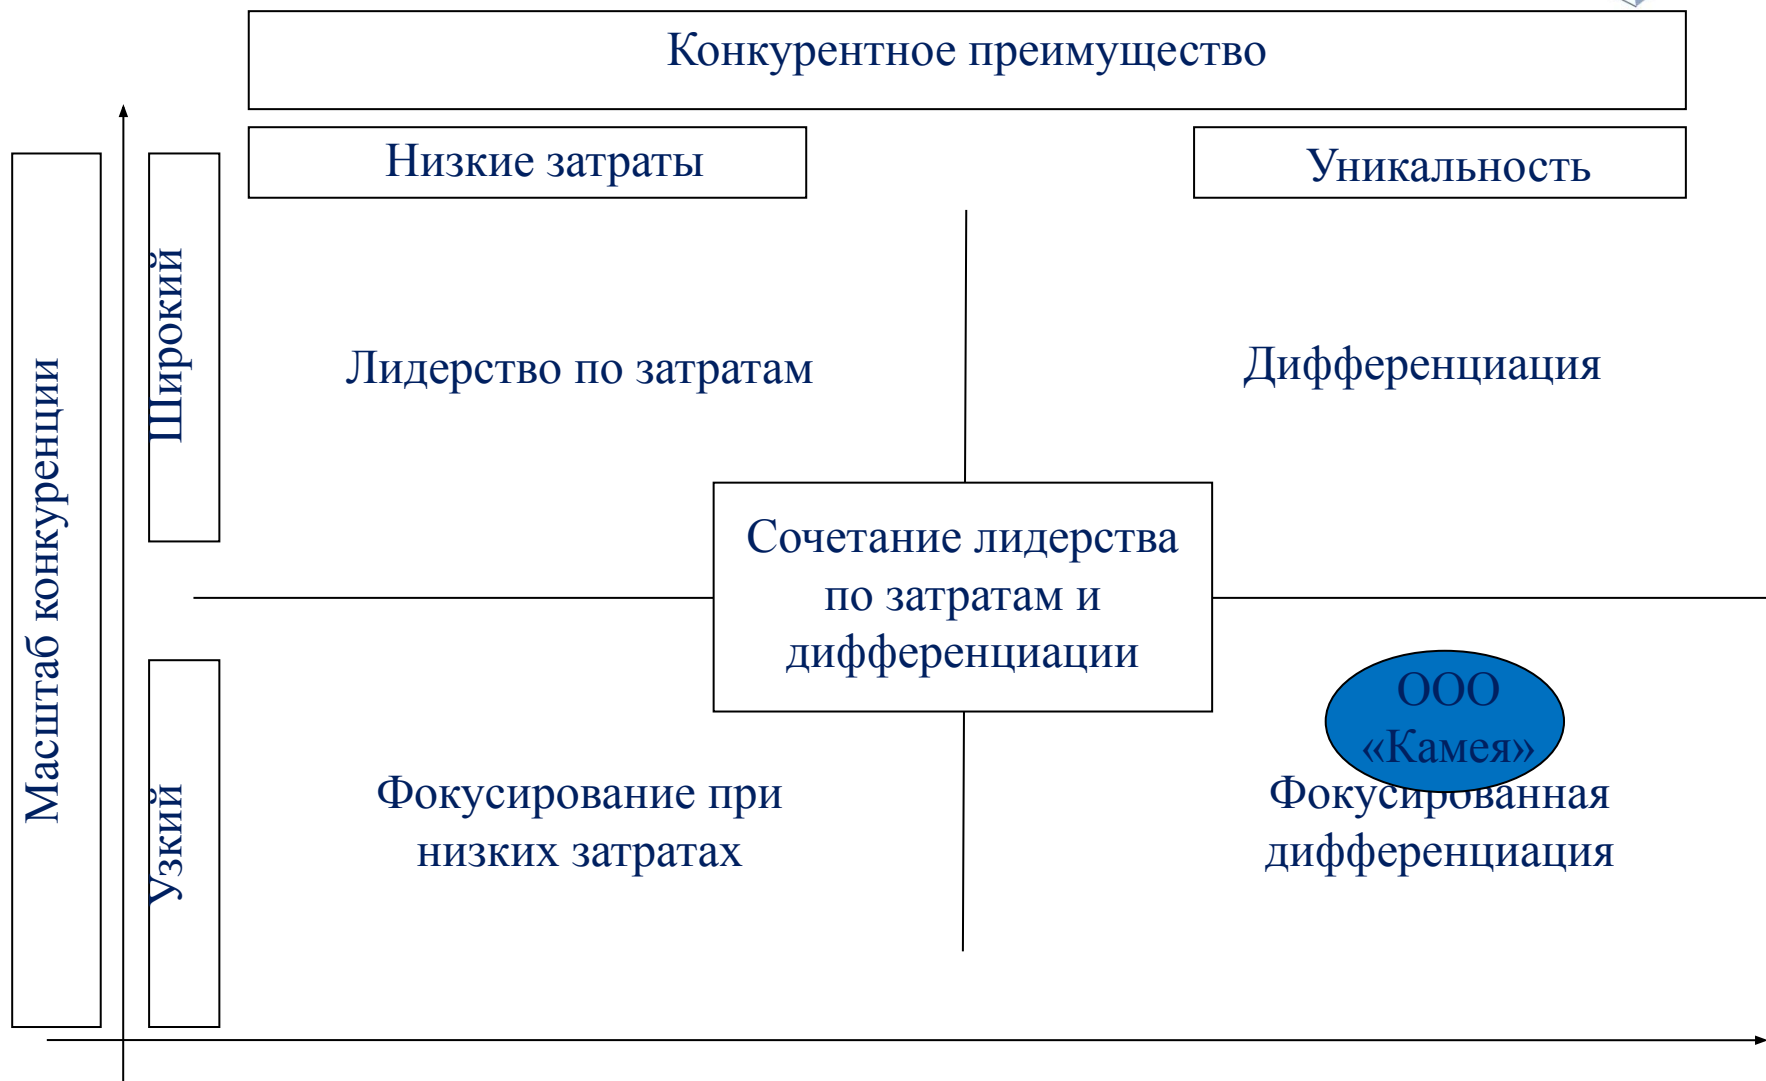 Конкурентное преимущество
Низкие затраты
Уникальность
Масштаб конкуренции
Широкий
Лидерство по затратам
Дифференциация
Сочетание лидерства
по затратам и
дифференциации
Узкий
Фокусирование при
низких затратах
ООО
«Камея»
Фокусированная
дифференциация